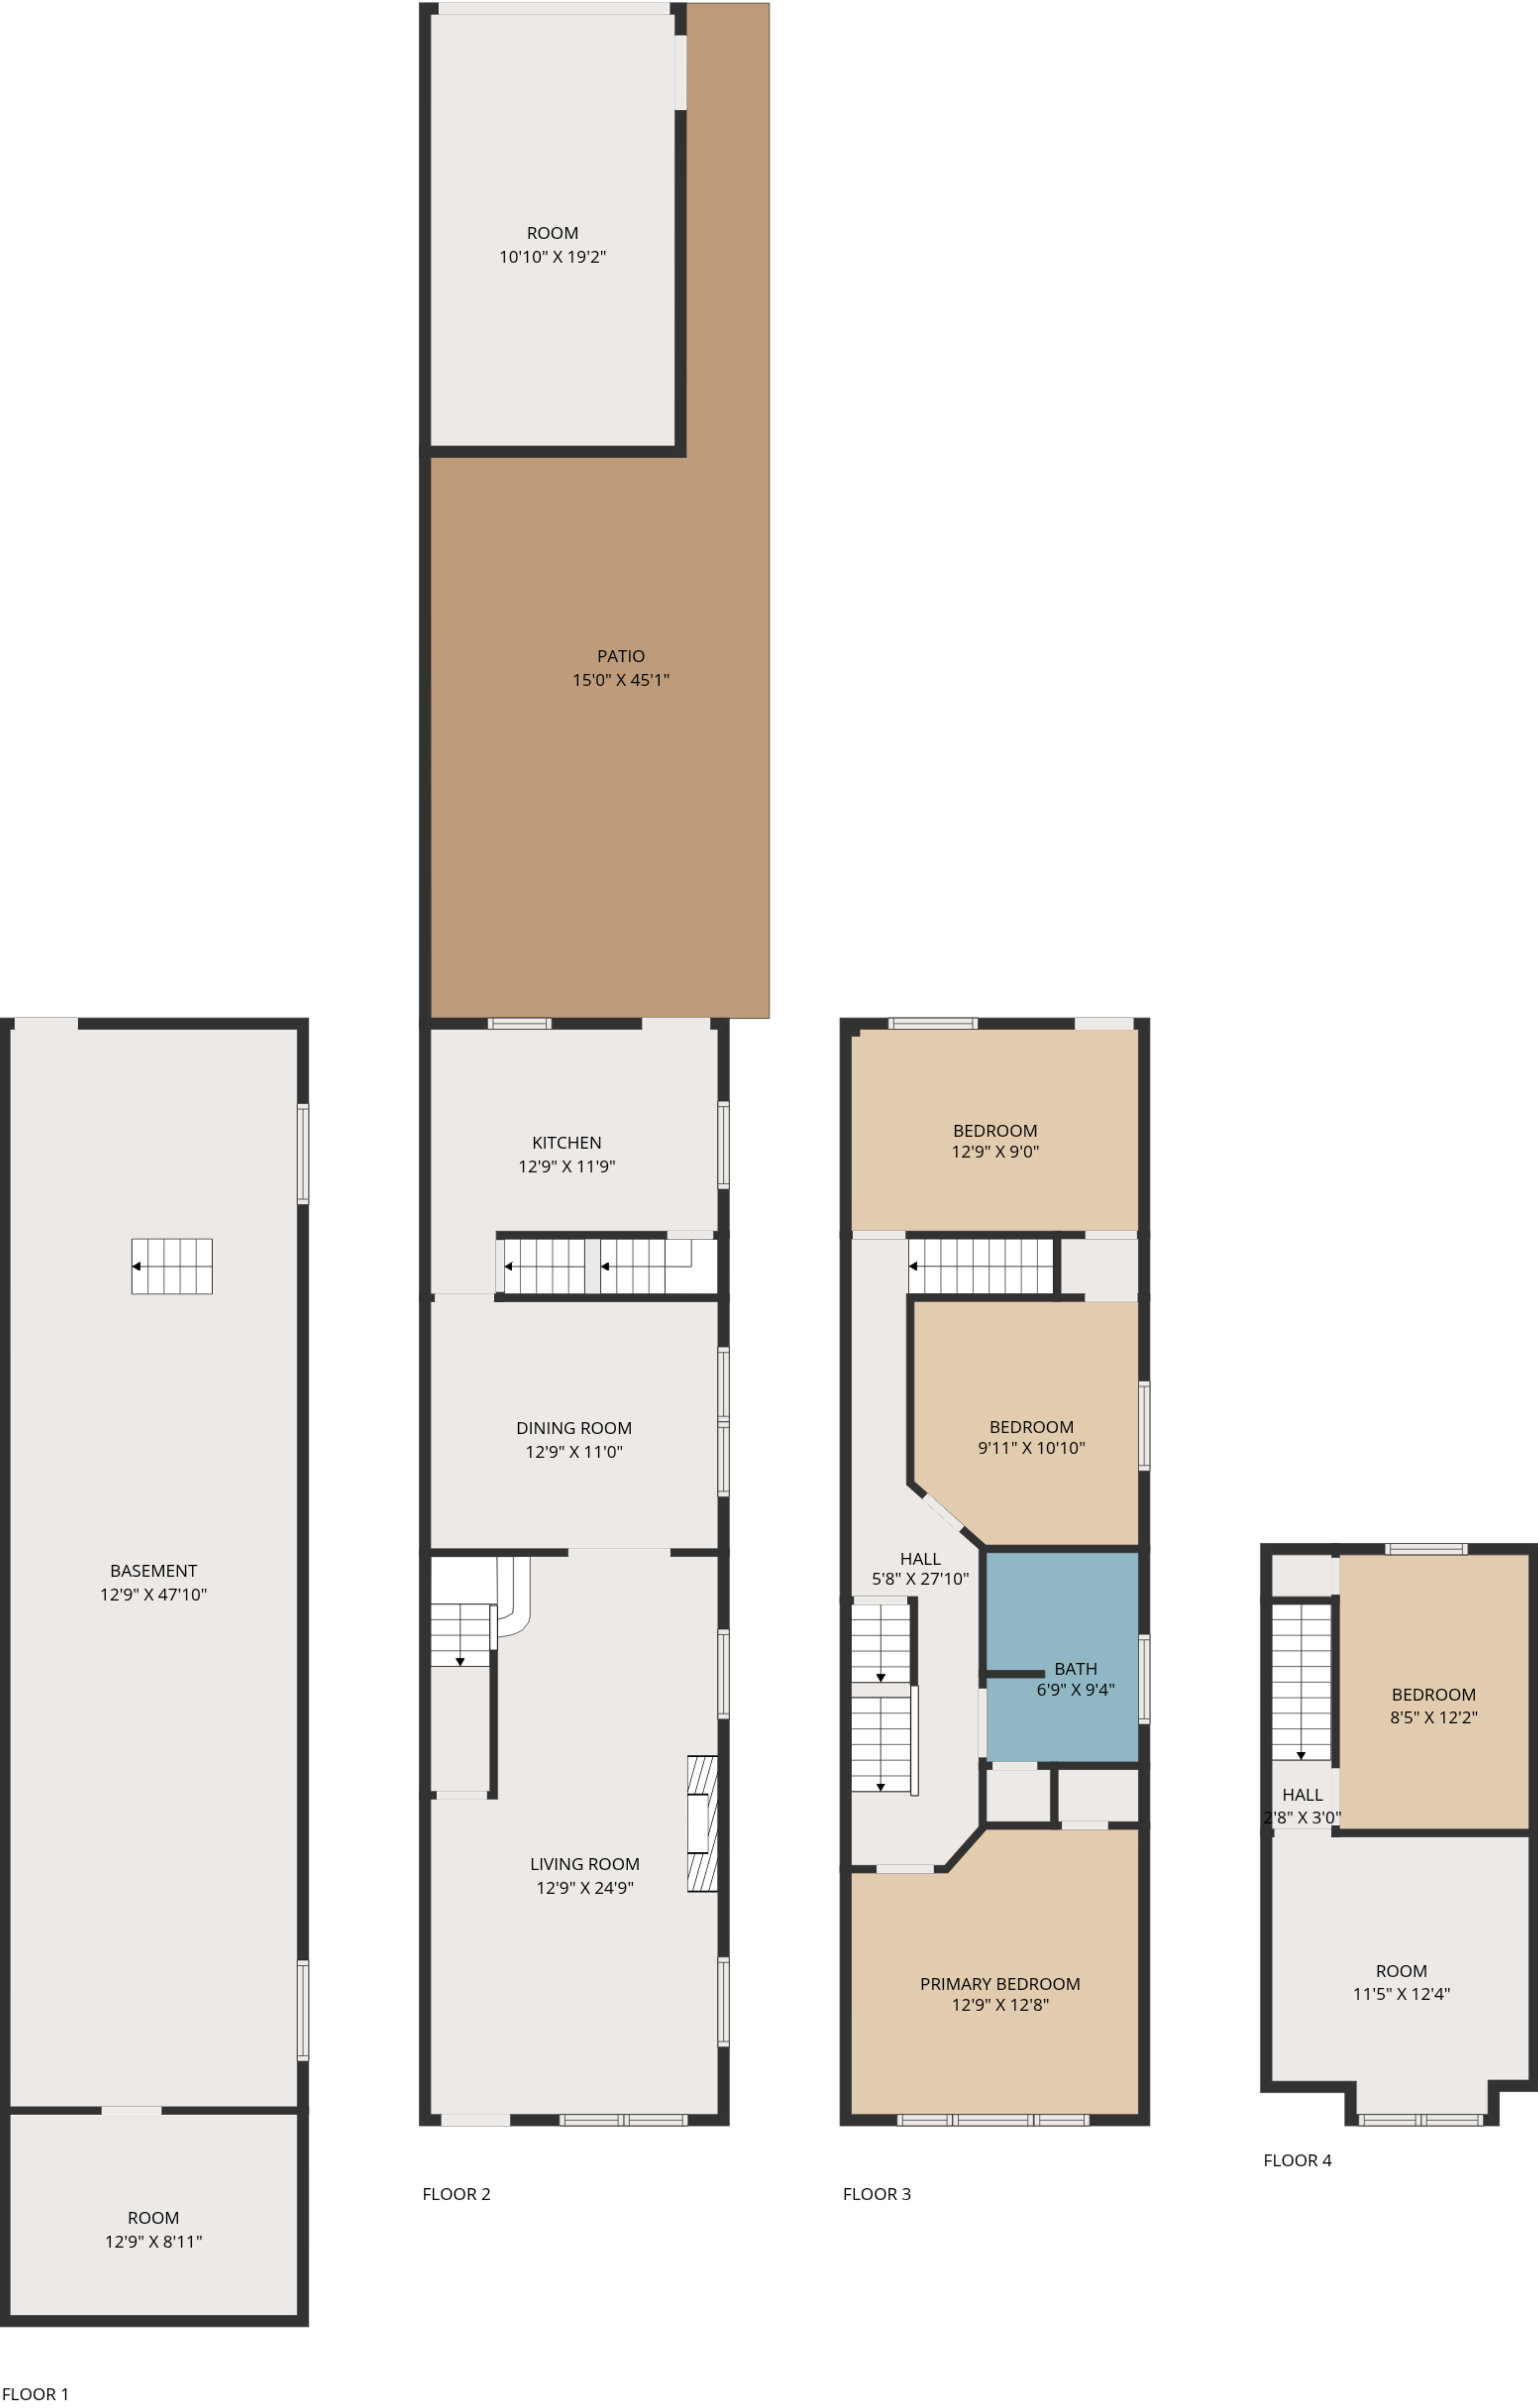 ROOM
10'10" X 19'2"
PATIO
15'0" X 45'1"
KITCHEN
12'9" X 11'9"
DINING ROOM
12'9" X 11'0"
LIVING ROOM
12'9" X 24'9"
FLOOR 2
BASEMENT
12'9" X 47'10"
ROOM
12'9" X 8'11"
FLOOR 1
BEDROOM
12'9" X 9'0"
BEDROOM
9'11" X 10'10"
HALL
5'8" X 27'10"
BATH
6'9" X 9'4"
PRIMARY BEDROOM
12'9" X 12'8"
FLOOR 3
BEDROOM
8'5" X 12'2"
HALL
2'8" X 3'0"
ROOM
11'5" X 12'4"
FLOOR 4